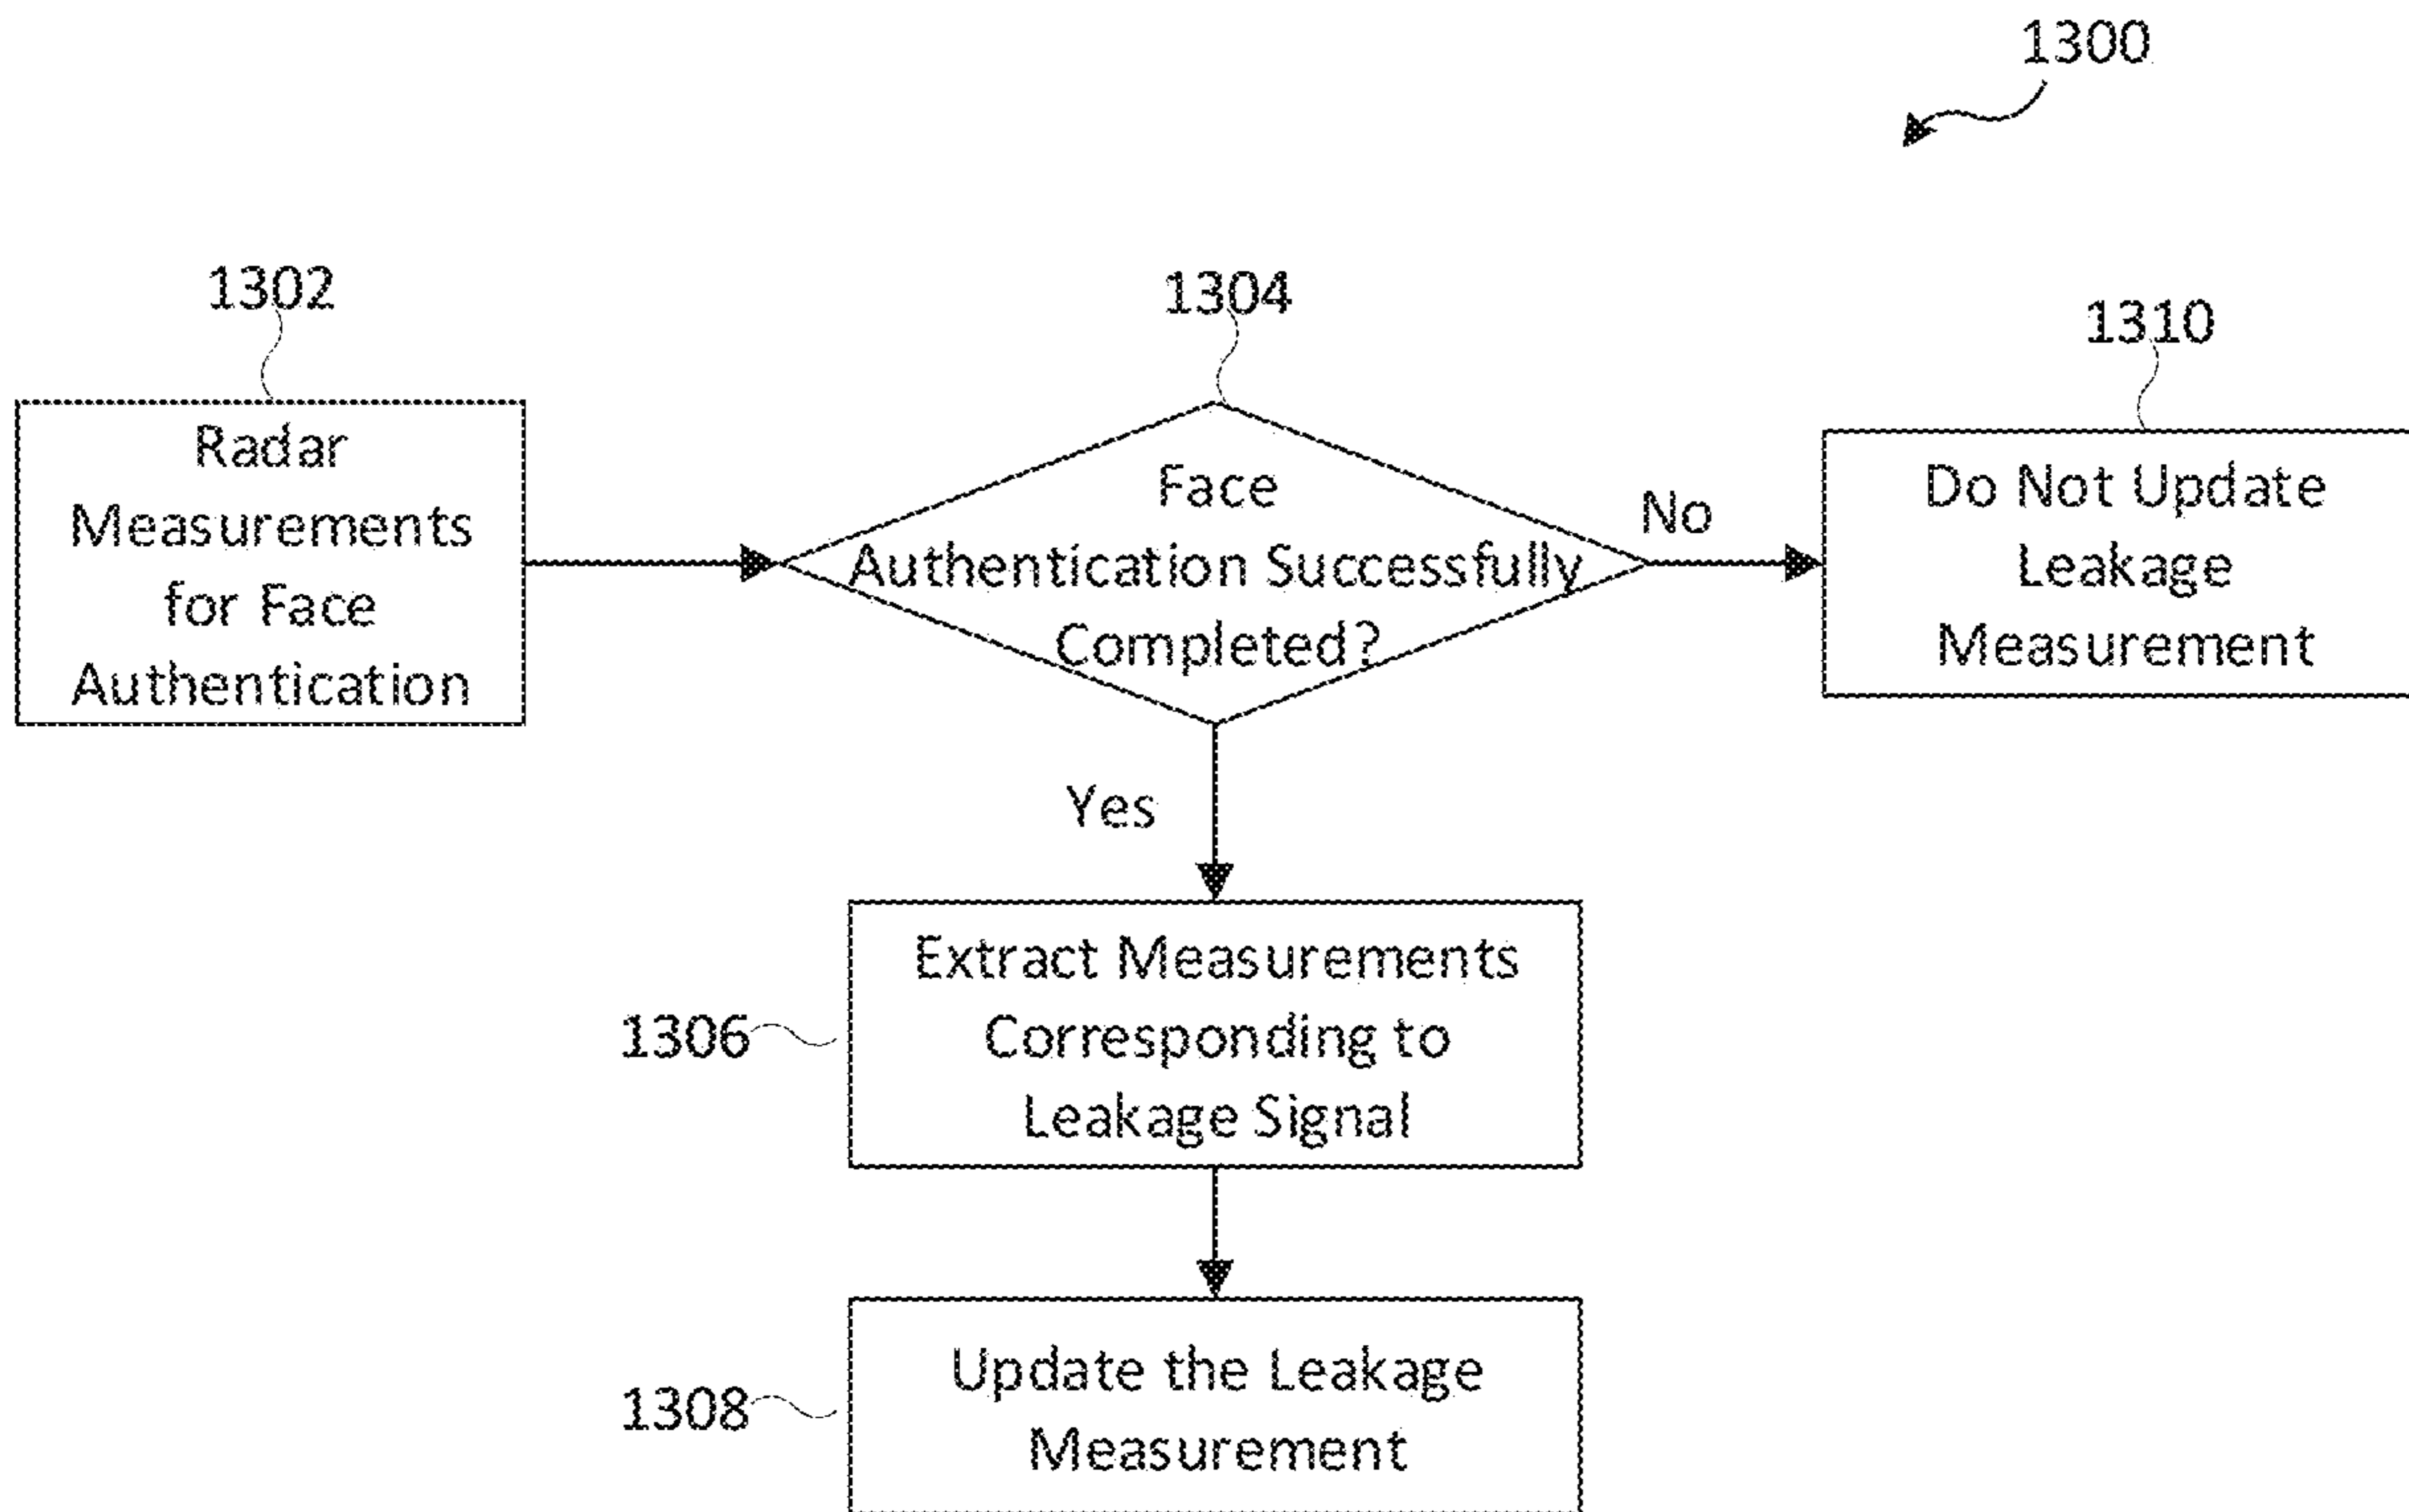 1300
1302
Radar
Measurements
for Face
Authentication
1304
Face
Authentication Successfully
Completed?
No
1310
Do Not Update
Leakage
Measurement
Yes
1306
Extract Measurements
Corresponding to
Leakage Signal
1308
Update the Leakage
Measurement